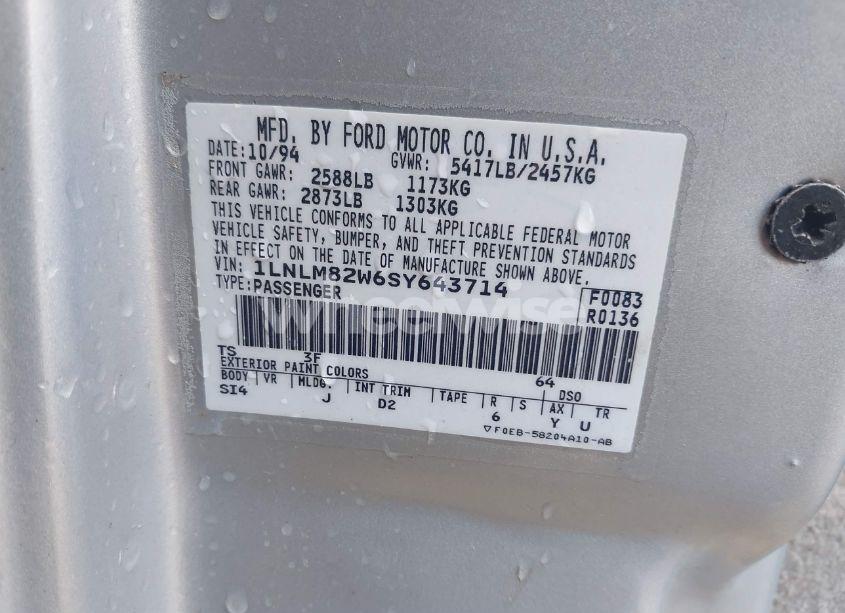 MFD. BY FORD MOTOR CO. IN U.S.A.
DATE: 10/94 GVWR: 5417LB/2457KG
FRONT GAWR: 2588LB 1173KG
REAR GAWR: 2873LB 1303KG
THIS VEHICLE CONFORMS TO ALL APPLICABLE FEDERAL MOTOR
VEHICLE SAFETY, BUMPER, AND THEFT PREVENTION STANDARDS
IN EFFECT ON THE DATE OF MANUFACTURE SHOWN ABOVE.
VIN: 1LNLM82W6SY643714
TYPE: PASSENGER F0083
R0136
wheelwise
TS 3F 64
EXTERIOR PAINT COLORS DSO
BODY VR MLDG. INT TRIM TAPE R S AX TR
SI4 J D2 6 Y U
F0EB-58204A10-AB